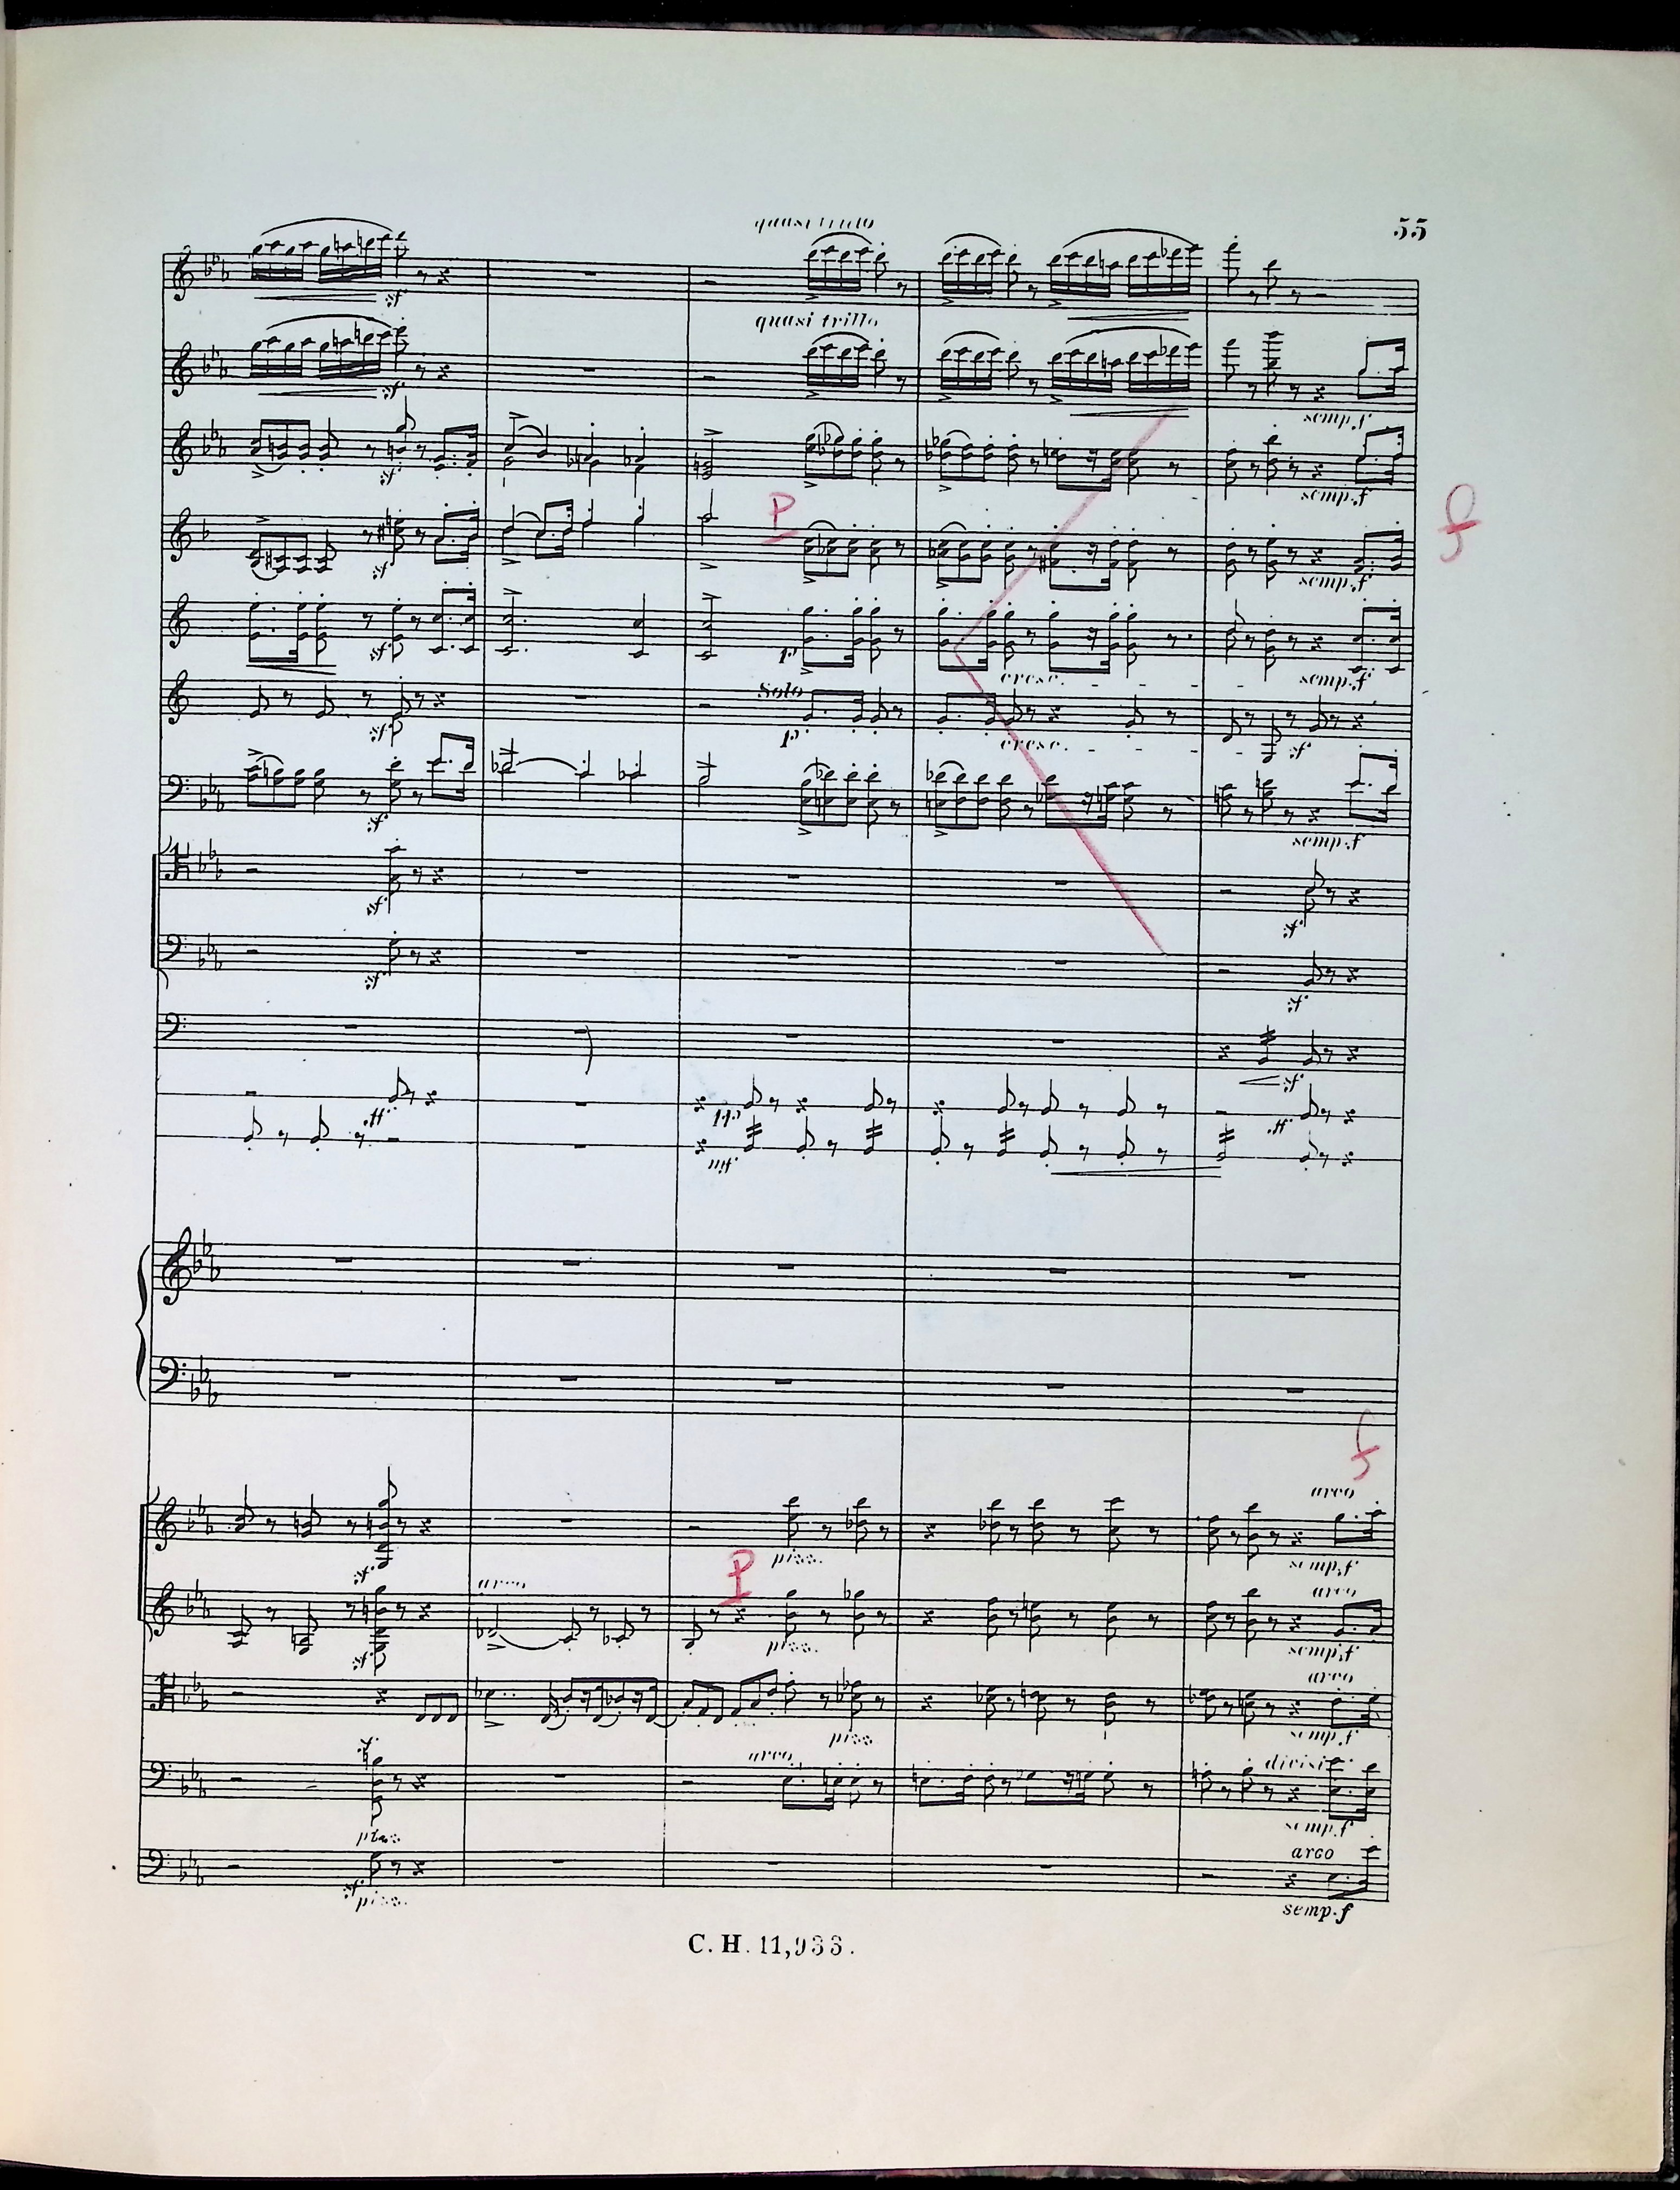 55
quasi trillo
quasi trillo
sf
sf
semp. f
sf
semp. f
P
f
sf
semp. f
sf
p
cresc.
semp. f
Solo
sf
p
cresc.
sf
sf
semp. f
sf
sf
sf
sf
sf
ff
pp
ff
mf
f
arco
sf
pizz.
semp. f
P
arco
arco
sf
pizz.
semp. f
arco
pizz
semp. f
sf
arco
divisi
pizz.
semp. f
arco
sf
pizz.
semp. f
C. H. 11,933.